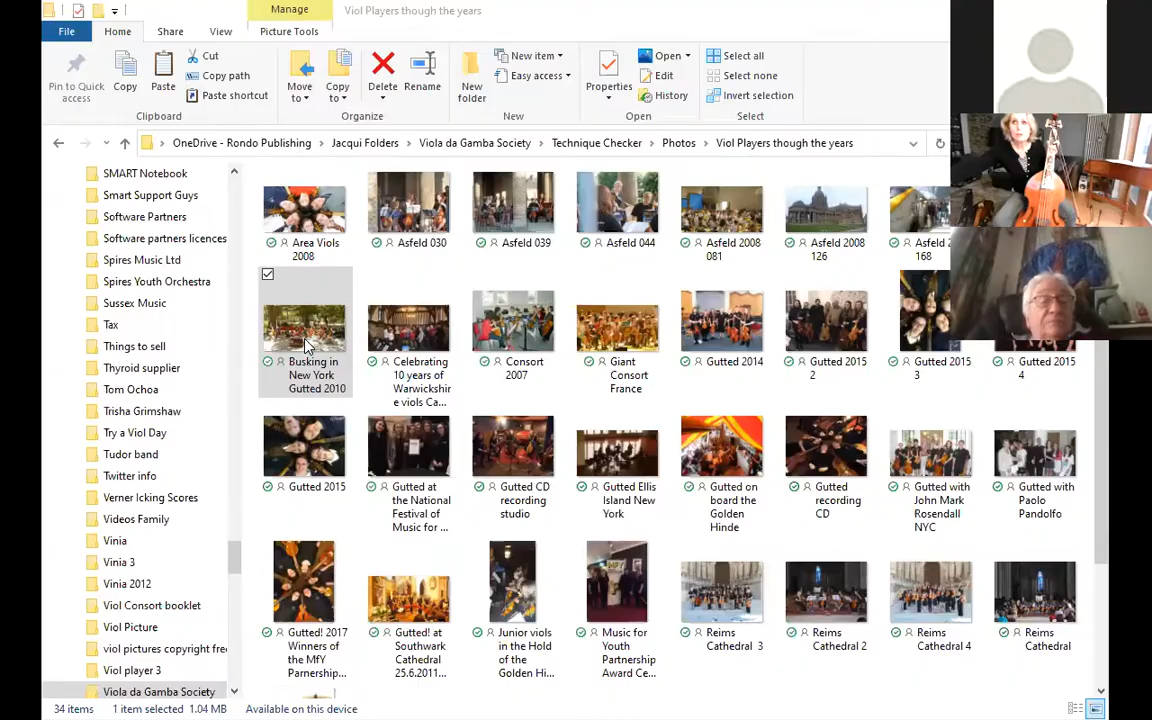 Manage
Viol Players though the years
File
Home
Share
View
Picture Tools
Pin to Quick
access
Copy
Paste
Cut
Copy path
Paste shortcut
Clipboard
Move
to
Copy
to
Delete
Rename
Organize
New
folder
New item
Easy access
New
Properties
Open
Edit
History
Open
Select all
Select none
Invert selection
Select
OneDrive - Rondo Publishing
Jacqui Folders
Viola da Gamba Society
Technique Checker
Photos
Viol Players though the years
SMART Notebook
Smart Support Guys
Software Partners
Software partners licences
Spires Music Ltd
Spires Youth Orchestra
Sussex Music
Tax
Things to sell
Thyroid supplier
Tom Ochoa
Trisha Grimshaw
Try a Viol Day
Tudor band
Twitter info
Verner Icking Scores
Videos Family
Vinia
Vinia 3
Vinia 2012
Viol Consort booklet
Viol Picture
viol pictures copyright free
Viol player 3
Viola da Gamba Society
Area Viols
2008
Asfeld 030
Asfeld 039
Asfeld 044
Asfeld 2008
081
Asfeld 2008
126
Asfeld 2
168
Busking in
New York
Gutted 2010
Celebrating
10 years of
Warwickshir
e viols Ca...
Consort
2007
Giant
Consort
France
Gutted 2014
Gutted 2015
2
Gutted 2015
3
Gutted 2015
4
Gutted 2015
Gutted at
the National
Festival of
Music for ...
Gutted CD
recording
studio
Gutted Ellis
Island New
York
Gutted on
board the
Golden
Hinde
Gutted
recording
CD
Gutted with
John Mark
Rosendall
NYC
Gutted with
Paolo
Pandolfo
Gutted! 2017
Winners of
the MfY
Parnership...
Gutted! at
Southwark
Cathedral
25.6.2011...
Junior viols
in the Hold
of the
Golden Hi...
Music for
Youth
Partnership
Award Ce...
Reims
Cathedral 3
Reims
Cathedral 2
Reims
Cathedral 4
Reims
Cathedral
34 items
1 item selected 1.04 MB
Available on this device